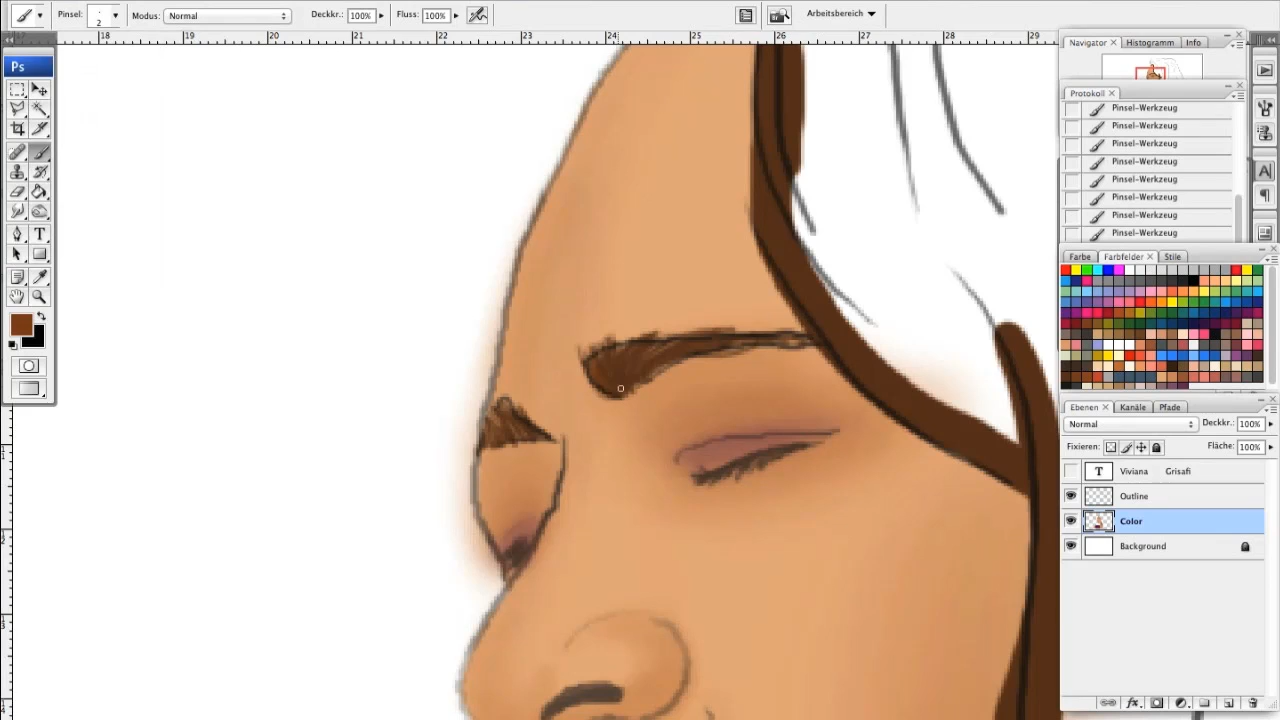 Pinsel: 2 Modus: Normal Deckkr.: 100% Fluss: 100% Arbeitsbereich
18 19 20 21 22 23 24 25 26 27 28 29
Ps
Navigator Histogramm Info
Protokoll
Pinsel-Werkzeug
Pinsel-Werkzeug
Pinsel-Werkzeug
Pinsel-Werkzeug
Pinsel-Werkzeug
Pinsel-Werkzeug
Pinsel-Werkzeug
Pinsel-Werkzeug
Farbe Farbfelder Stile
Ebenen Kanäle Pfade
Normal Deckkr.: 100%
Fixieren: Fläche: 100%
T Viviana Grisafi
Outline
Color
Background